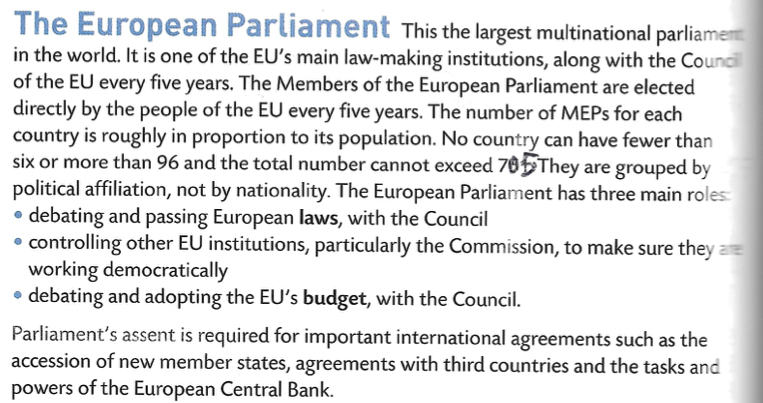 The European Parliament This the largest multinational parliament
in the world. It is one of the EU's main law-making institutions, along with the Council
of the EU every five years. The Members of the European Parliament are elected
directly by the people of the EU every five years. The number of MEPs for each
country is roughly in proportion to its population. No country can have fewer than
six or more than 96 and the total number cannot exceed 705 They are grouped by
political affiliation, not by nationality. The European Parliament has three main roles:
• debating and passing European laws, with the Council
• controlling other EU institutions, particularly the Commission, to make sure they are
working democratically
• debating and adopting the EU's budget, with the Council.
Parliament's assent is required for important international agreements such as the
accession of new member states, agreements with third countries and the tasks and
powers of the European Central Bank.